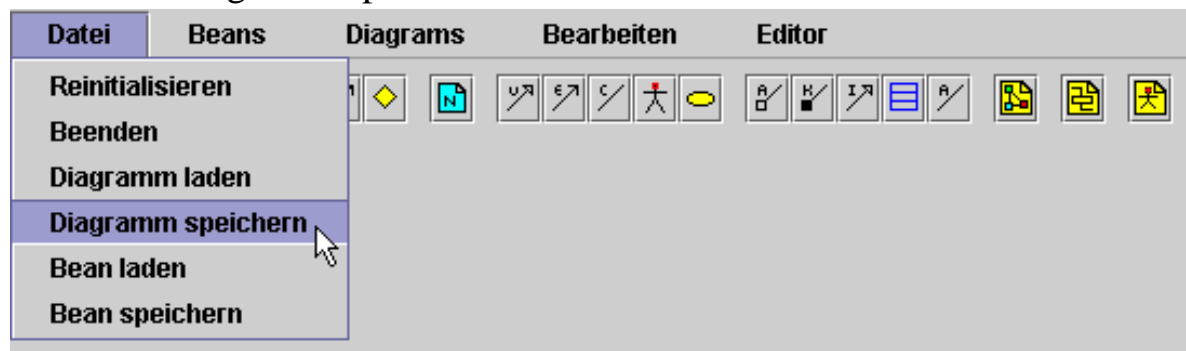 Datei Beans Diagrams Bearbeiten Editor
Reinitialisieren
N U E C A K I A
Beenden
Diagramm laden
Diagramm speichern
Bean laden
Bean speichern